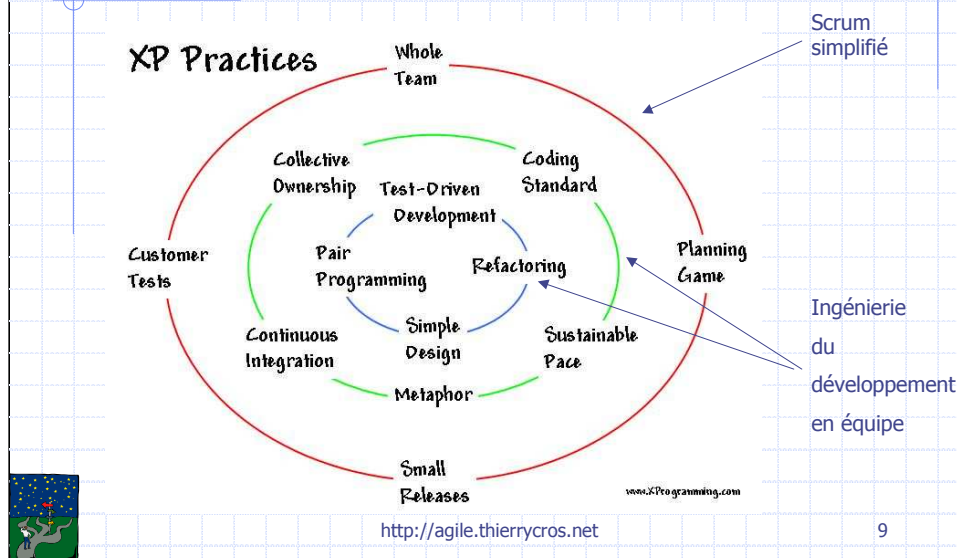 XP Practices
Whole
Team
Scrum
simplifié
Collective
Ownership
Coding
Standard
Test-Driven
Development
Customer
Tests
Pair
Programming
Refactoring
Planning
Game
Continuous
Integration
Simple
Design
Sustainable
Pace
Metaphor
Ingénierie
du
développement
en équipe
Small
Releases
www.XProgramming.com
http://agile.thierrycros.net
9